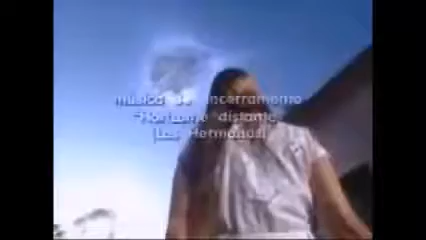 música de encerramento
"Horizonte distante
(Los Hermanos)